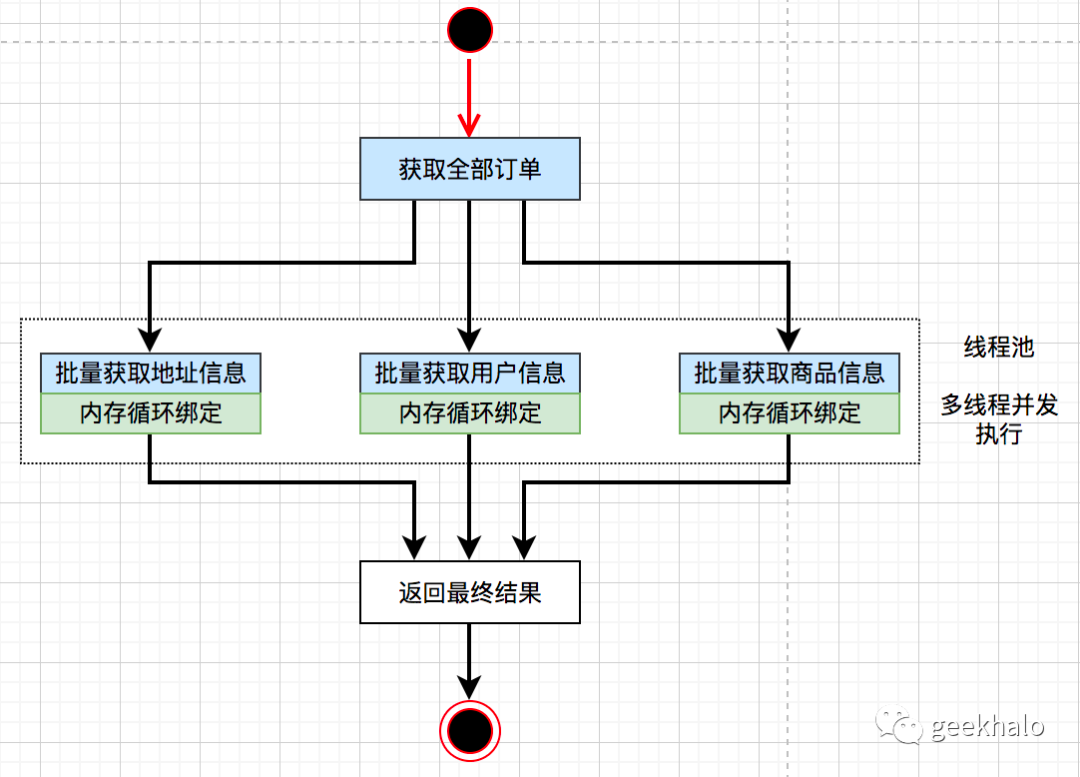 获取全部订单
批量获取地址信息
内存循环绑定
批量获取用户信息
内存循环绑定
批量获取商品信息
内存循环绑定
线程池
多线程并发
执行
返回最终结果
geekhalo